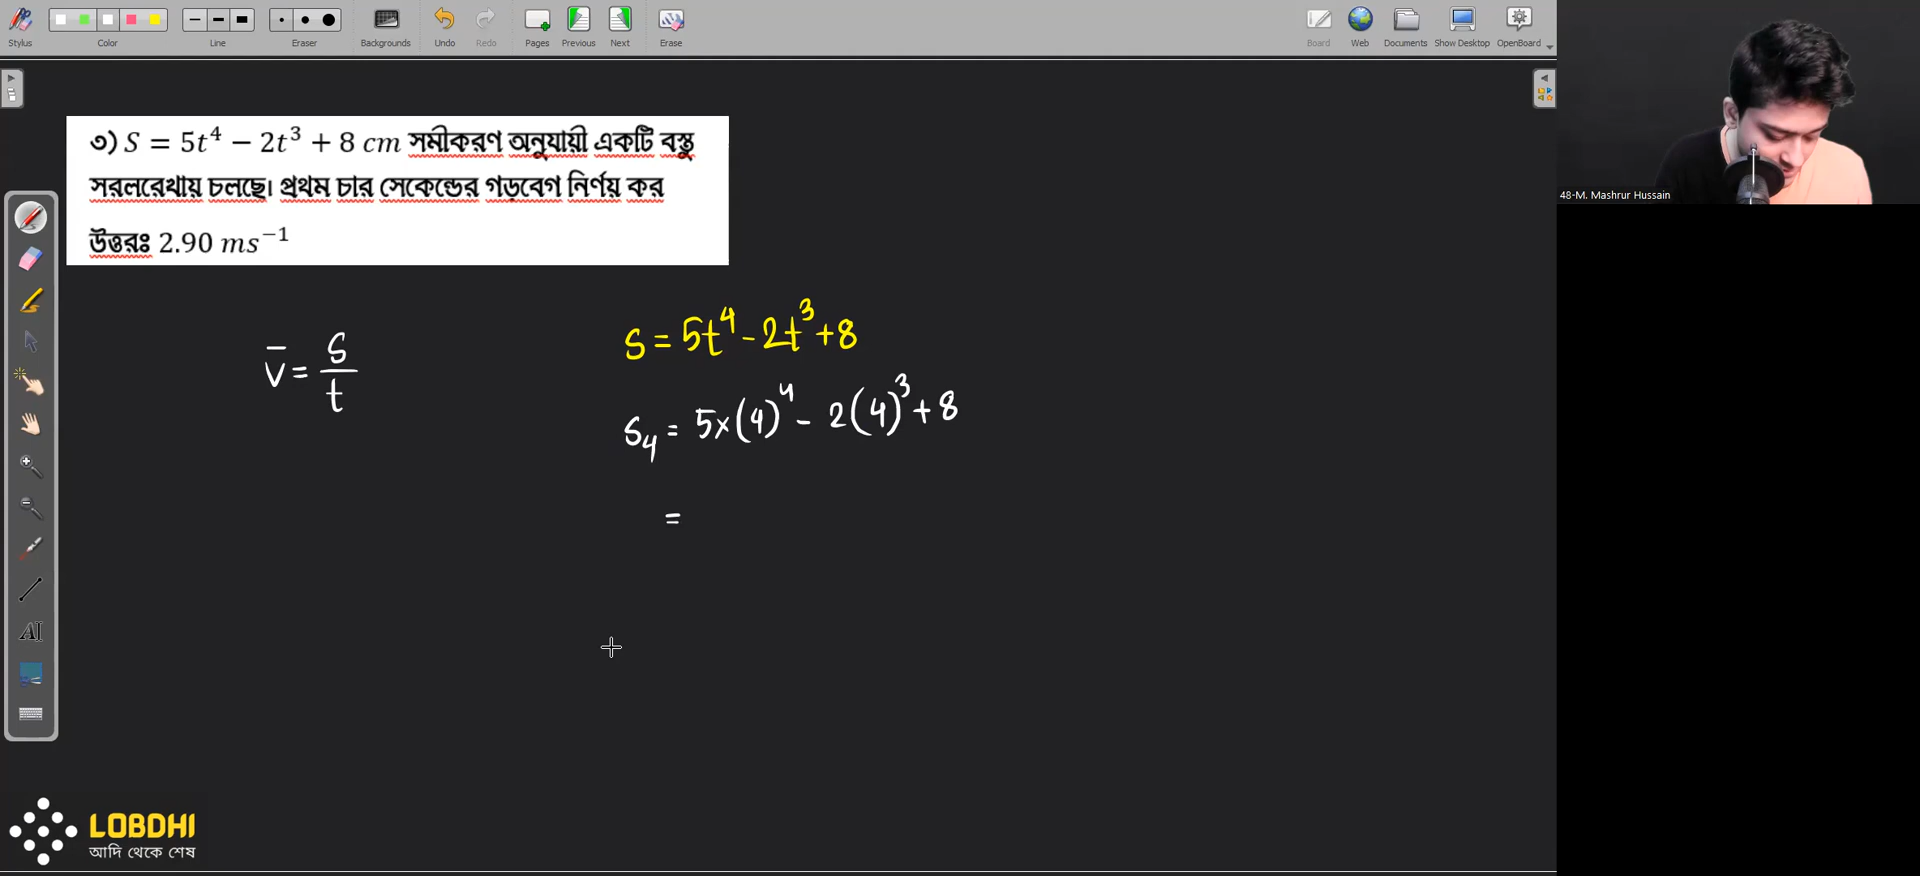 Stylus
Color
Line
Eraser
Backgrounds
Undo
Redo
Pages
Previous
Next
Erase
Board
Web
Documents
Show Desktop
OpenBoard
48-M. Mashrur Hussain
৩) S = 5t⁴ − 2t³ + 8 cm সমীকরণ অনুযায়ী একটি বস্তু
সরলরেখায় চলছে। প্রথম চার সেকেন্ডের গড়বেগ নির্ণয় কর
উত্তরঃ 2.90 ms⁻¹
v̄ = S/t
S = 5t⁴ - 2t³ + 8
S₄ = 5×(4)⁴ - 2(4)³ + 8
=
AI
LOBDHI
আদি থেকে শেষ